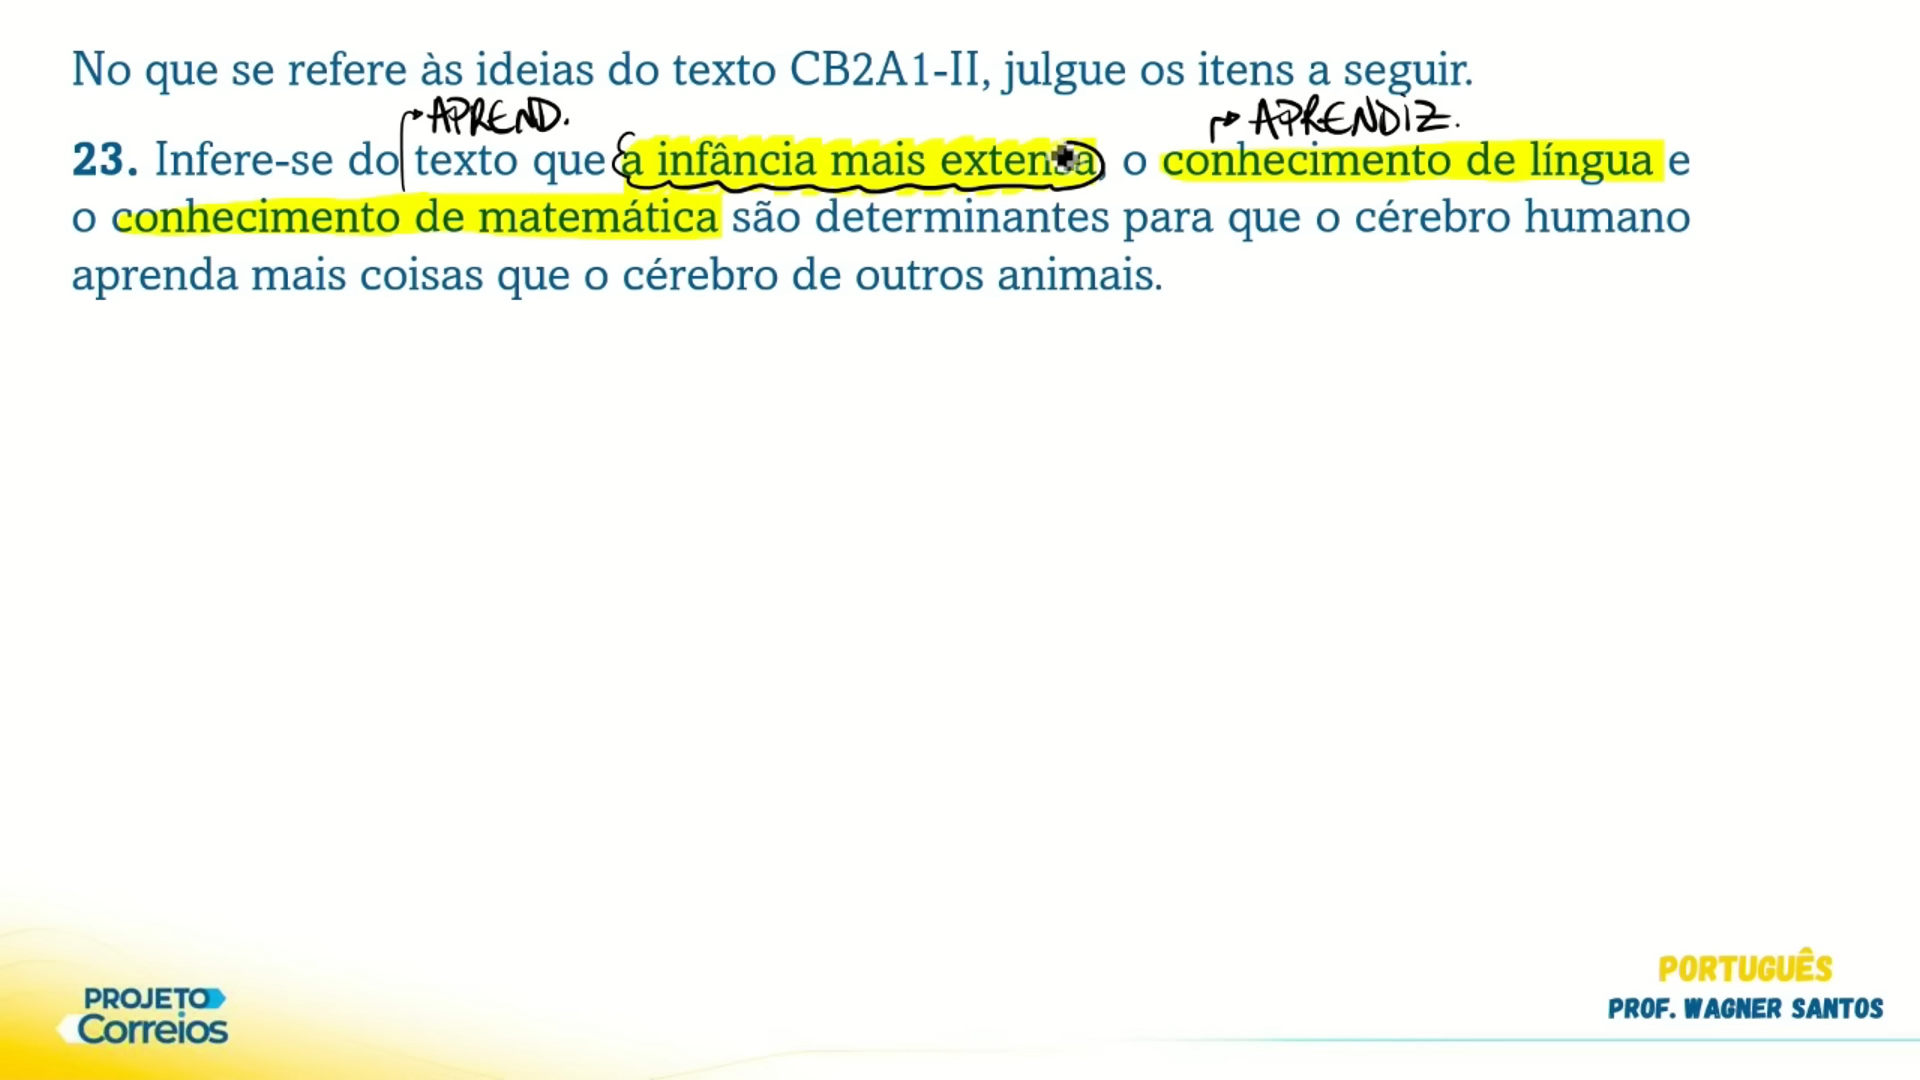 No que se refere às ideias do texto CB2A1-II, julgue os itens a seguir.
APREND. APRENDIZ.
23. Infere-se do texto que a infância mais extensa, o conhecimento de língua e
o conhecimento de matemática são determinantes para que o cérebro humano
aprenda mais coisas que o cérebro de outros animais.
PORTUGUÊS
PROF. WAGNER SANTOS
PROJETO
Correios